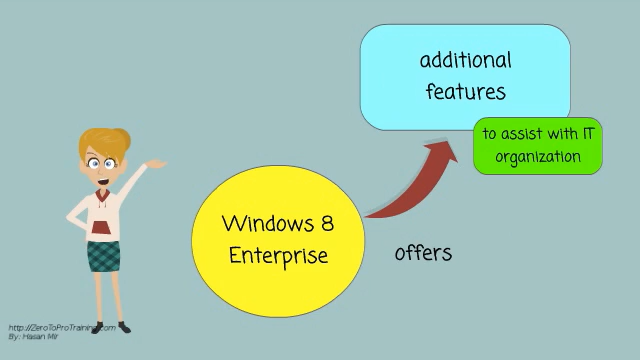 additional
features
to assist with IT
organization
Windows 8
Enterprise
offers
http://ZeroToProTraining.com
By: Hasan Mir